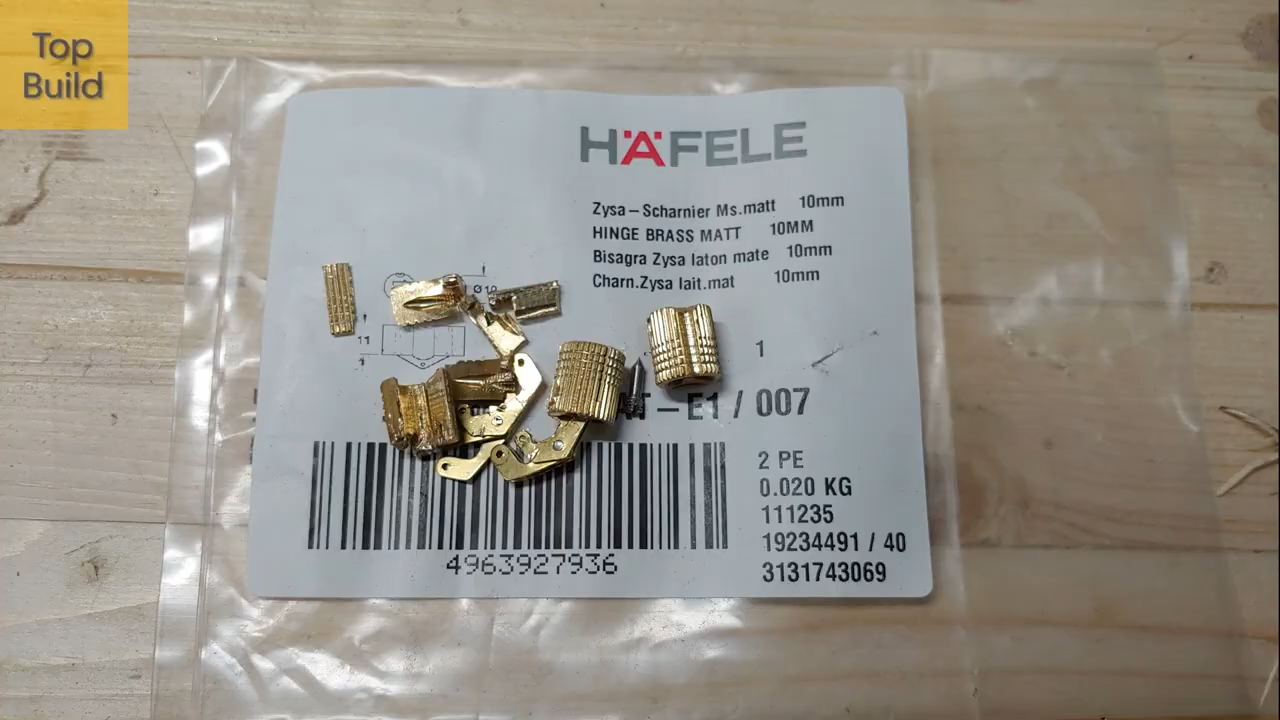 Top
Build
HÄFELE
Zysa–Scharnier Ms.matt 10mm
HINGE BRASS MATT 10MM
Bisagra Zysa laton mate 10mm
Charn.Zysa lait.mat 10mm
11
1
–E1 / 007
2 PE
0.020 KG
111235
19234491 / 40
3131743069
4963927936